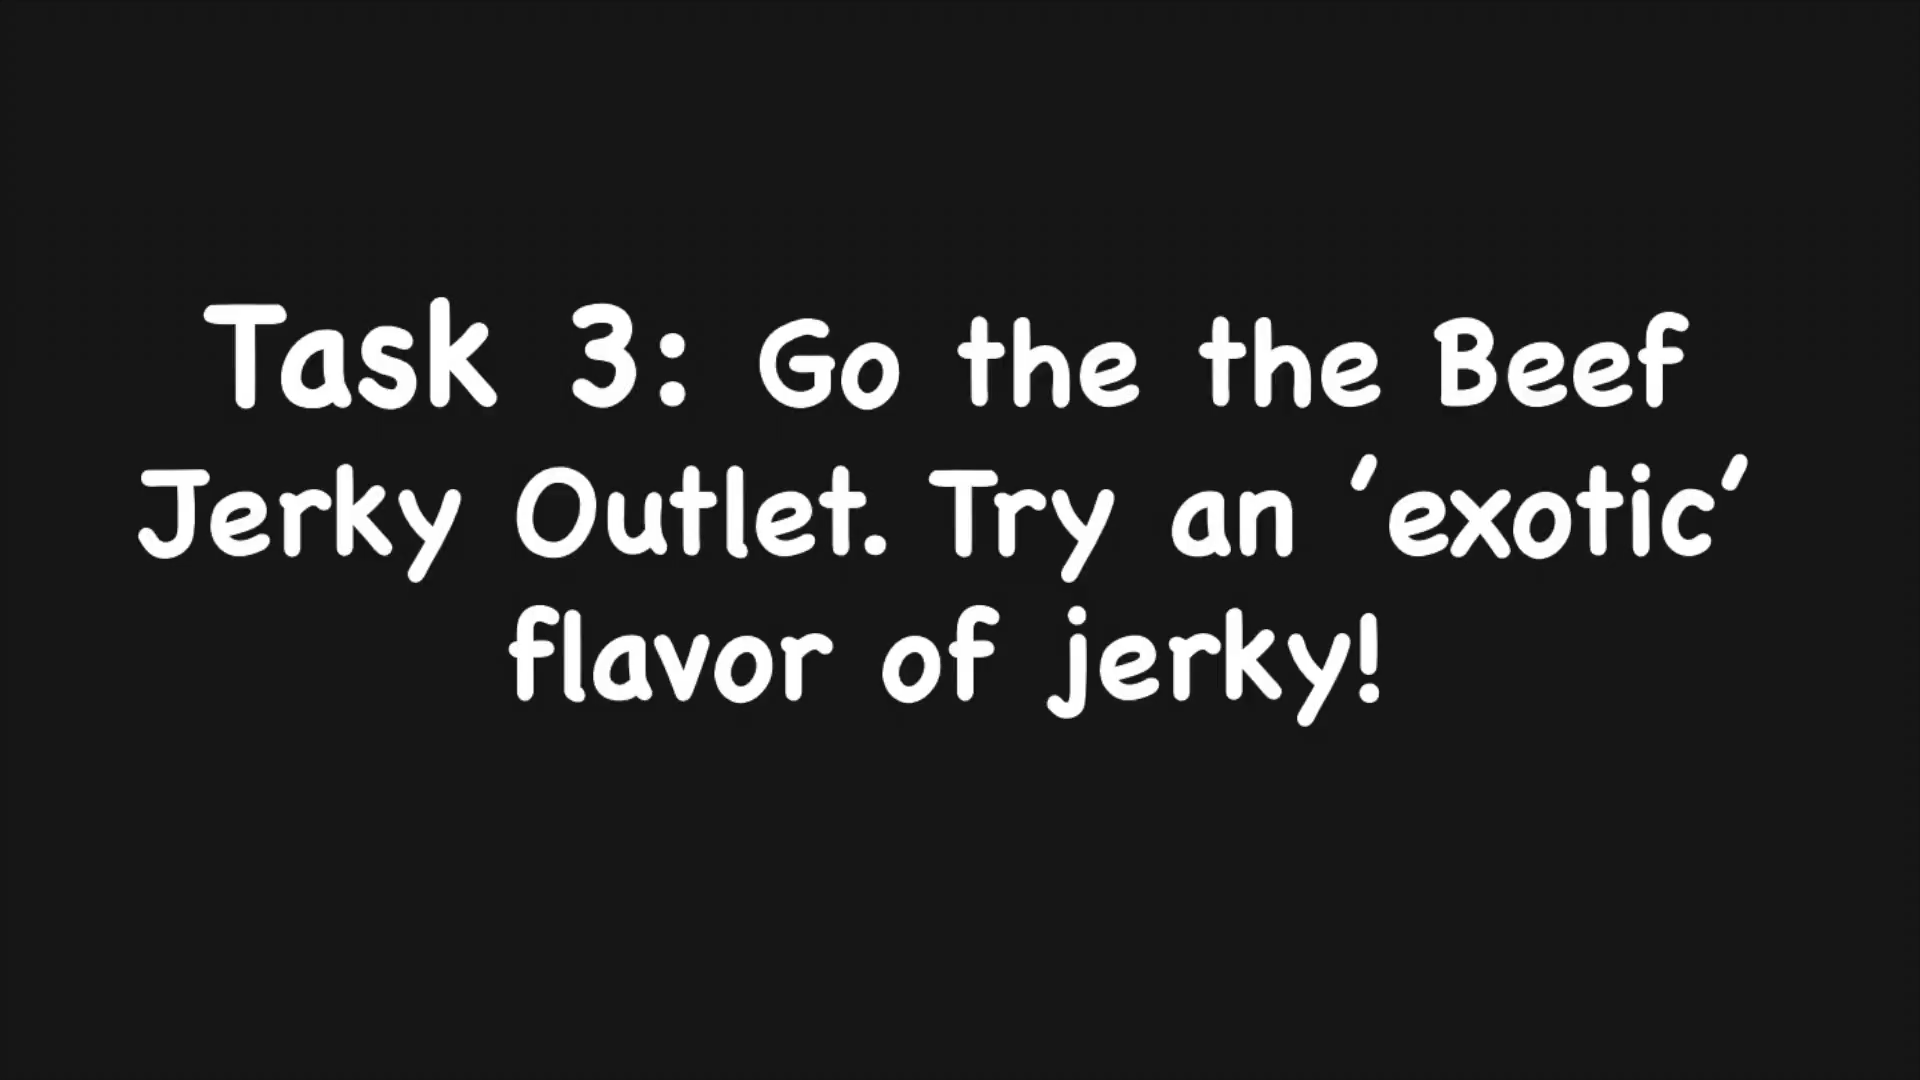 Task 3: Go the the Beef
Jerky Outlet. Try an 'exotic'
flavor of jerky!